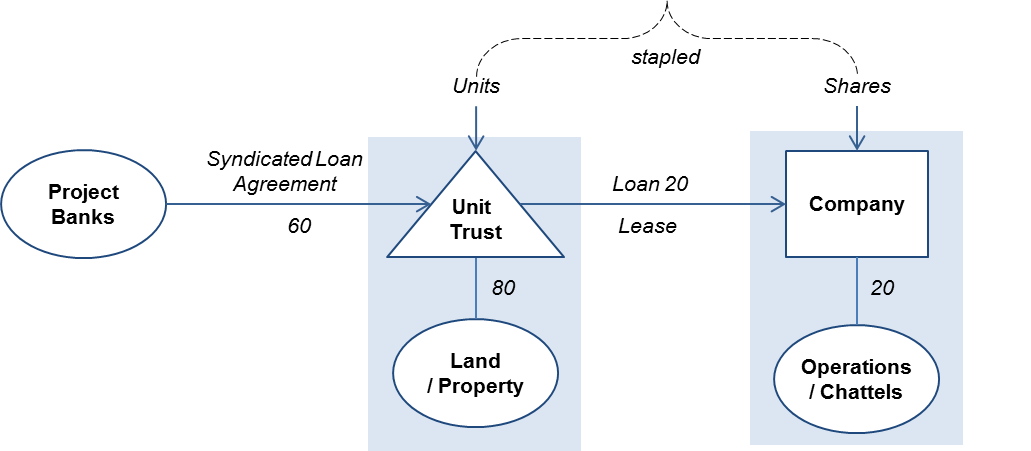 stapled
Units
Shares
Syndicated Loan
Agreement
60
Project
Banks
Unit
Trust
Loan 20
Lease
Company
80
20
Land
/ Property
Operations
/ Chattels